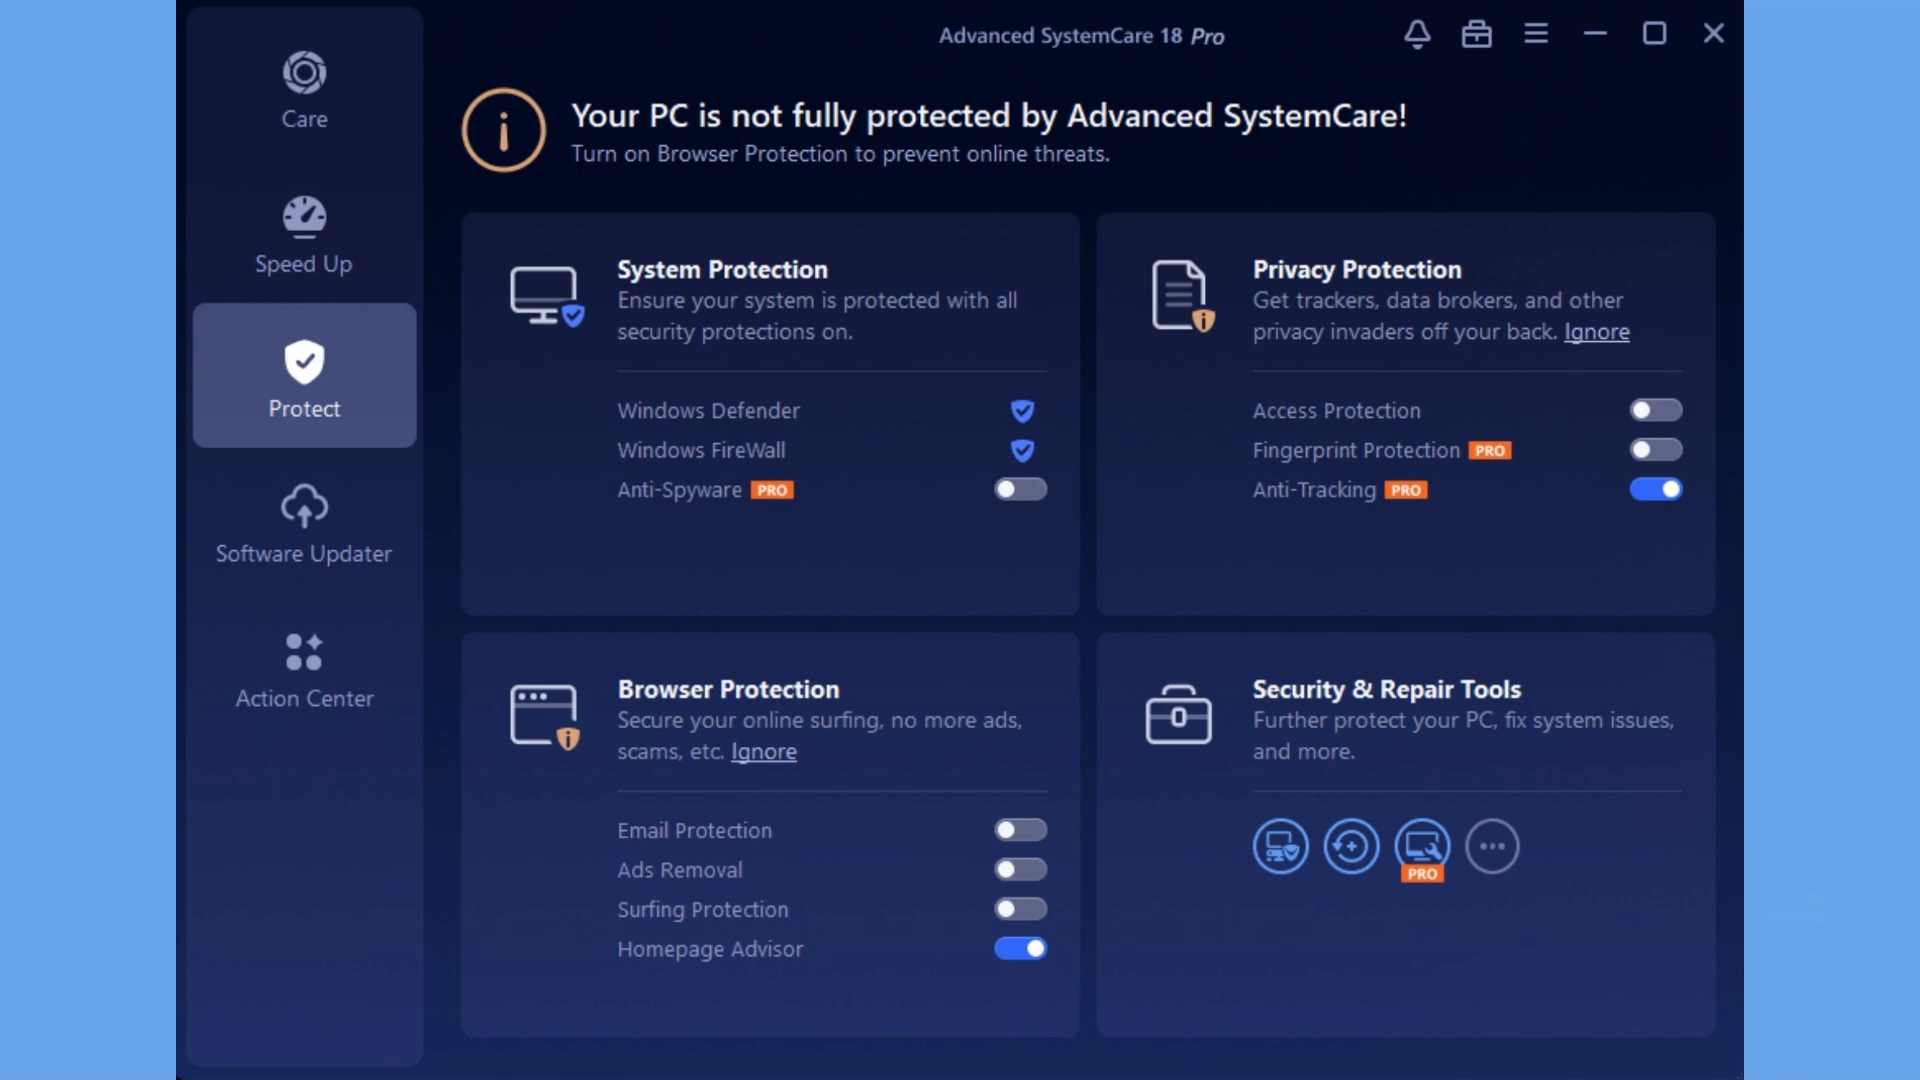 Advanced SystemCare 18 Pro
Care
Speed Up
Protect
Software Updater
Action Center
Your PC is not fully protected by Advanced SystemCare!
Turn on Browser Protection to prevent online threats.
System Protection
Ensure your system is protected with all
security protections on.
Windows Defender
Windows FireWall
Anti-Spyware PRO
Privacy Protection
Get trackers, data brokers, and other
privacy invaders off your back. Ignore
Access Protection
Fingerprint Protection PRO
Anti-Tracking PRO
Browser Protection
Secure your online surfing, no more ads,
scams, etc. Ignore
Email Protection
Ads Removal
Surfing Protection
Homepage Advisor
Security & Repair Tools
Further protect your PC, fix system issues,
and more.
PRO